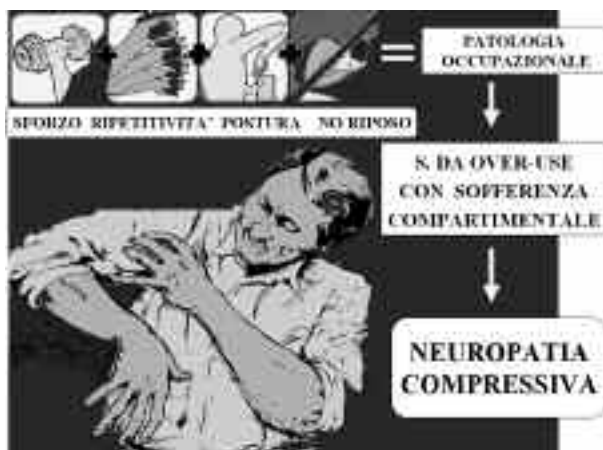 PATOLOGIA
OCCUPAZIONALE
SFORZO RIPETITIVITA' POSTURA NO RIPOSO
S. DA OVER-USE
CON SOFFERENZA
COMPARTIMENTALE
NEUROPATIA
COMPRESSIVA